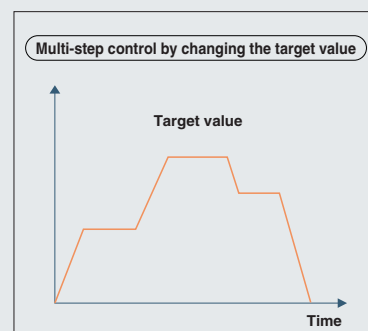 Multi-step control by changing the target value
Target value
Time